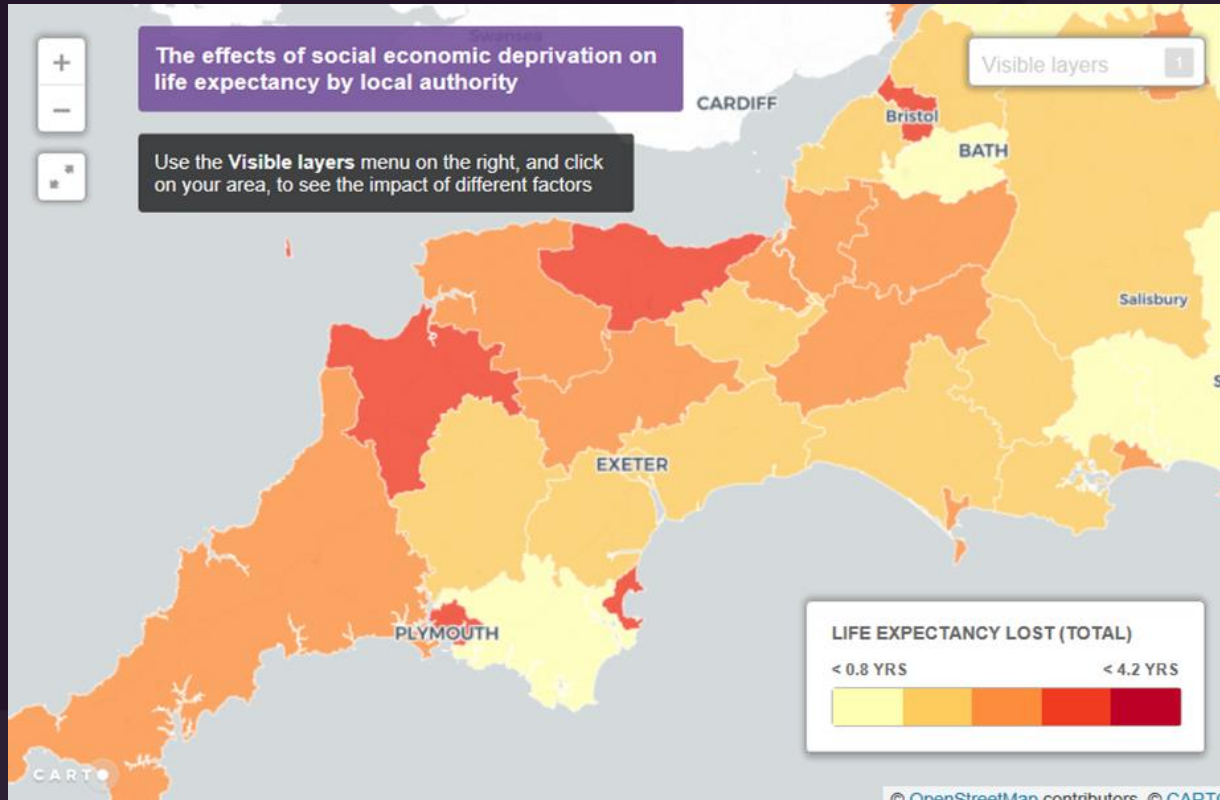 Swansea
The effects of social economic deprivation on
life expectancy by local authority
+
−
Visible layers 1
CARDIFF
Bristol
BATH
Use the Visible layers menu on the right, and click
on your area, to see the impact of different factors
Salisbury
S
EXETER
PLYMOUTH
LIFE EXPECTANCY LOST (TOTAL)
< 0.8 YRS < 4.2 YRS
CARTO
© OpenStreetMap contributors, © CARTO